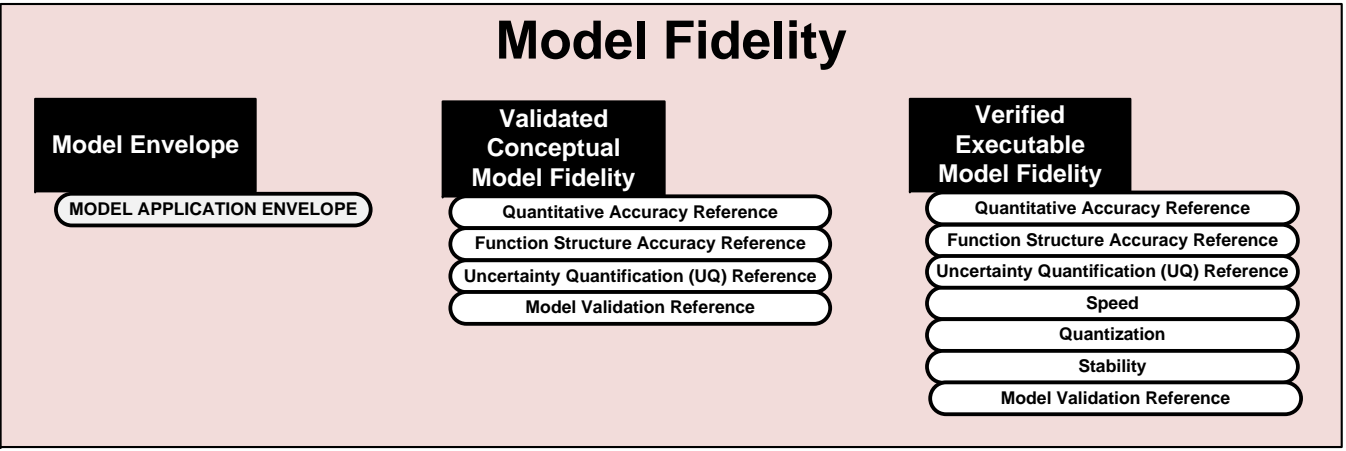 Model Fidelity
Model Envelope
MODEL APPLICATION ENVELOPE
Validated
Conceptual
Model Fidelity
Quantitative Accuracy Reference
Function Structure Accuracy Reference
Uncertainty Quantification (UQ) Reference
Model Validation Reference
Verified
Executable
Model Fidelity
Quantitative Accuracy Reference
Function Structure Accuracy Reference
Uncertainty Quantification (UQ) Reference
Speed
Quantization
Stability
Model Validation Reference